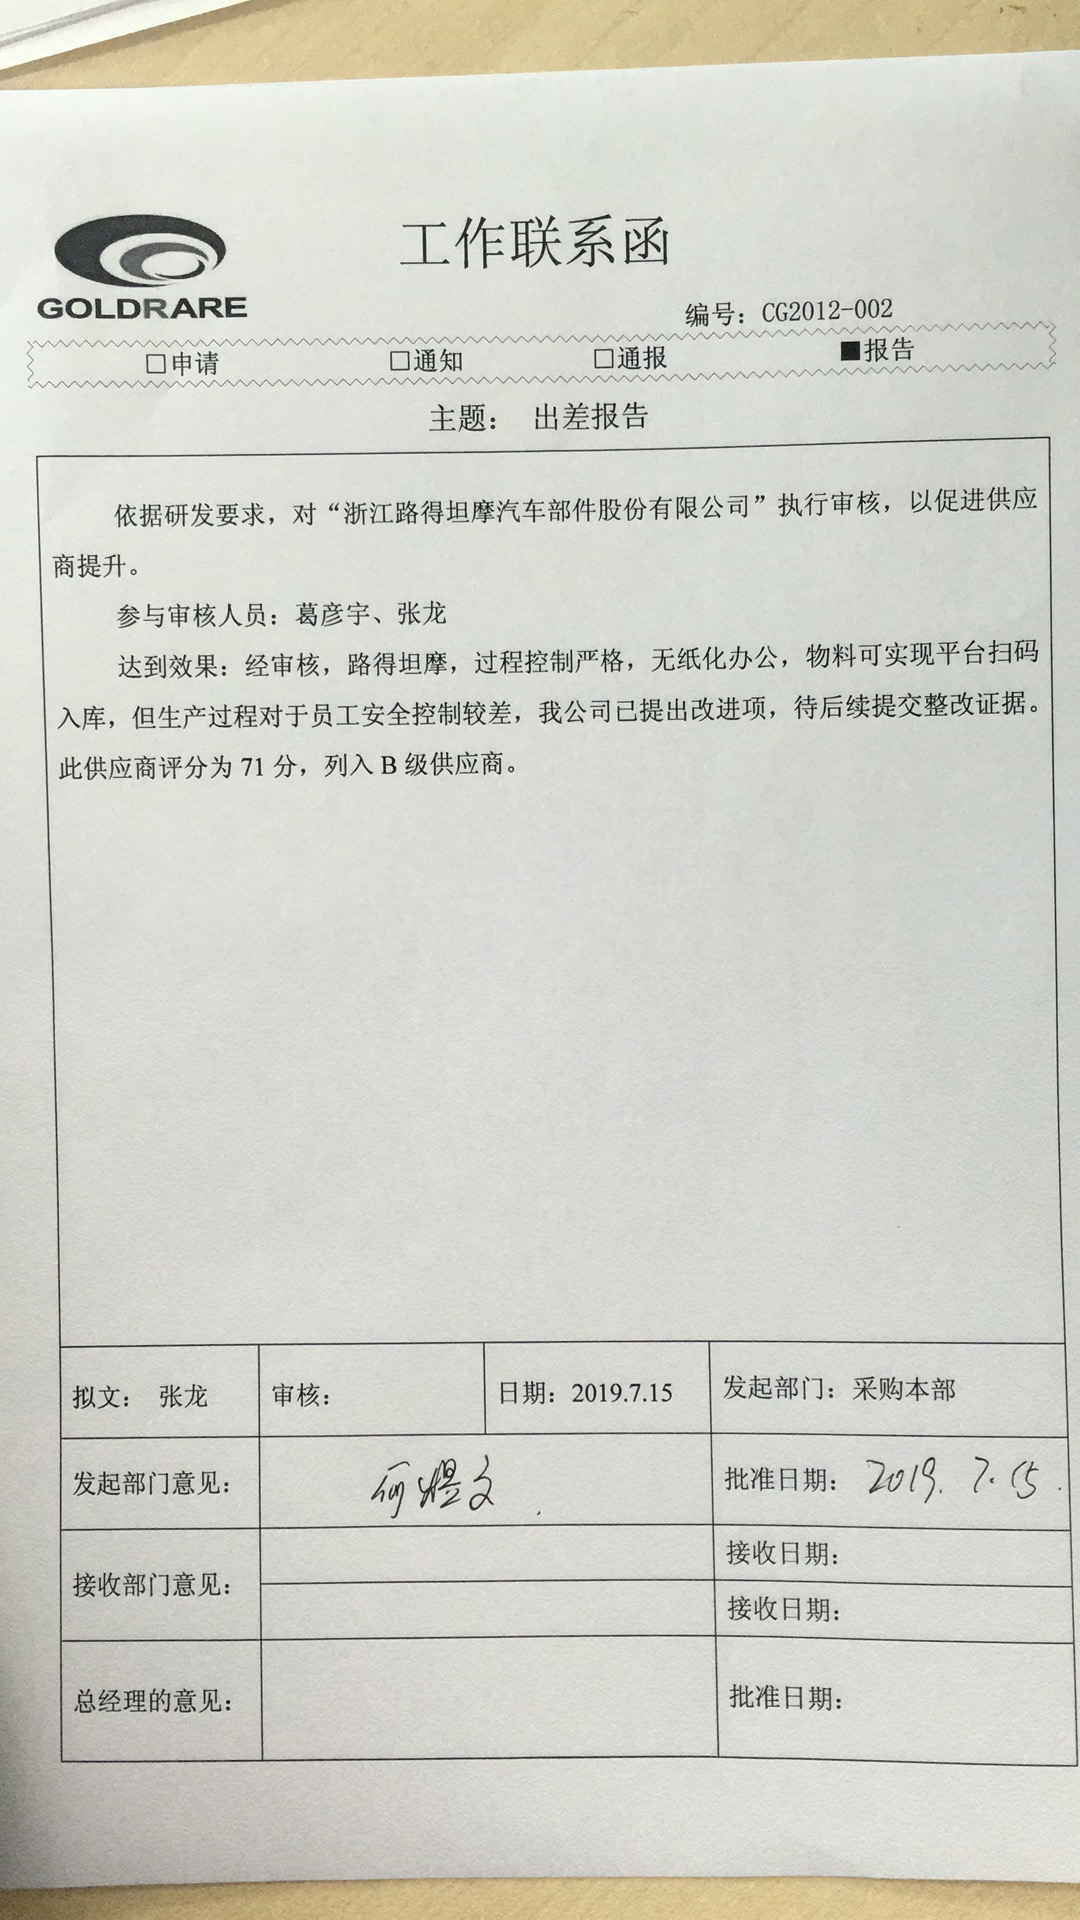 GOLDRARE
工作联系函
编号：CG2012-002
□申请 □通知 □通报 ■报告
主题： 出差报告
依据研发要求，对“浙江路得坦摩汽车部件股份有限公司”执行审核，以促进供应
商提升。
参与审核人员：葛彦宇、张龙
达到效果：经审核，路得坦摩，过程控制严格，无纸化办公，物料可实现平台扫码
入库，但生产过程对于员工安全控制较差，我公司已提出改进项，待后续提交整改证据。
此供应商评分为 71 分，列入 B 级供应商。
拟文： 张龙 审核： 日期：2019.7.15 发起部门：采购本部
发起部门意见： 何煜文 批准日期： 2019.7.15.
接收部门意见： 接收日期：
接收日期：
总经理的意见： 批准日期：